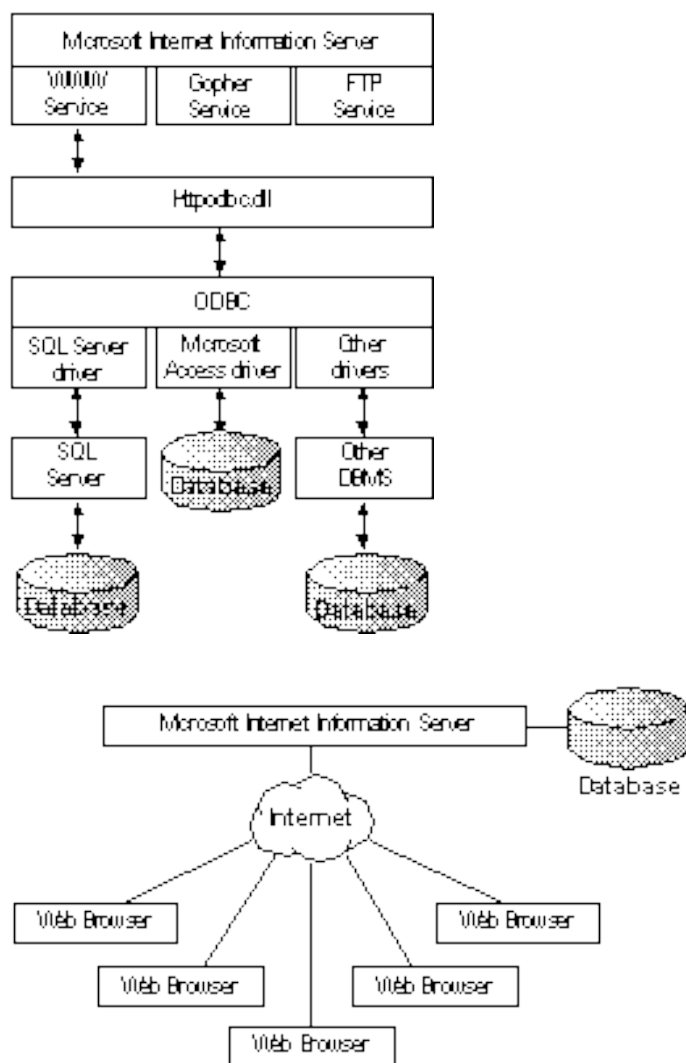 Microsoft Internet Information Server
WWW Gopher FTP
Service Service Service
Httpodbc.dll
ODBC
SQL Server Microsoft Other
driver Access driver drivers
SQL Other
Server Database DBMS
Database Database
Microsoft Internet Information Server
Database
Internet
Web Browser Web Browser
Web Browser Web Browser
Web Browser